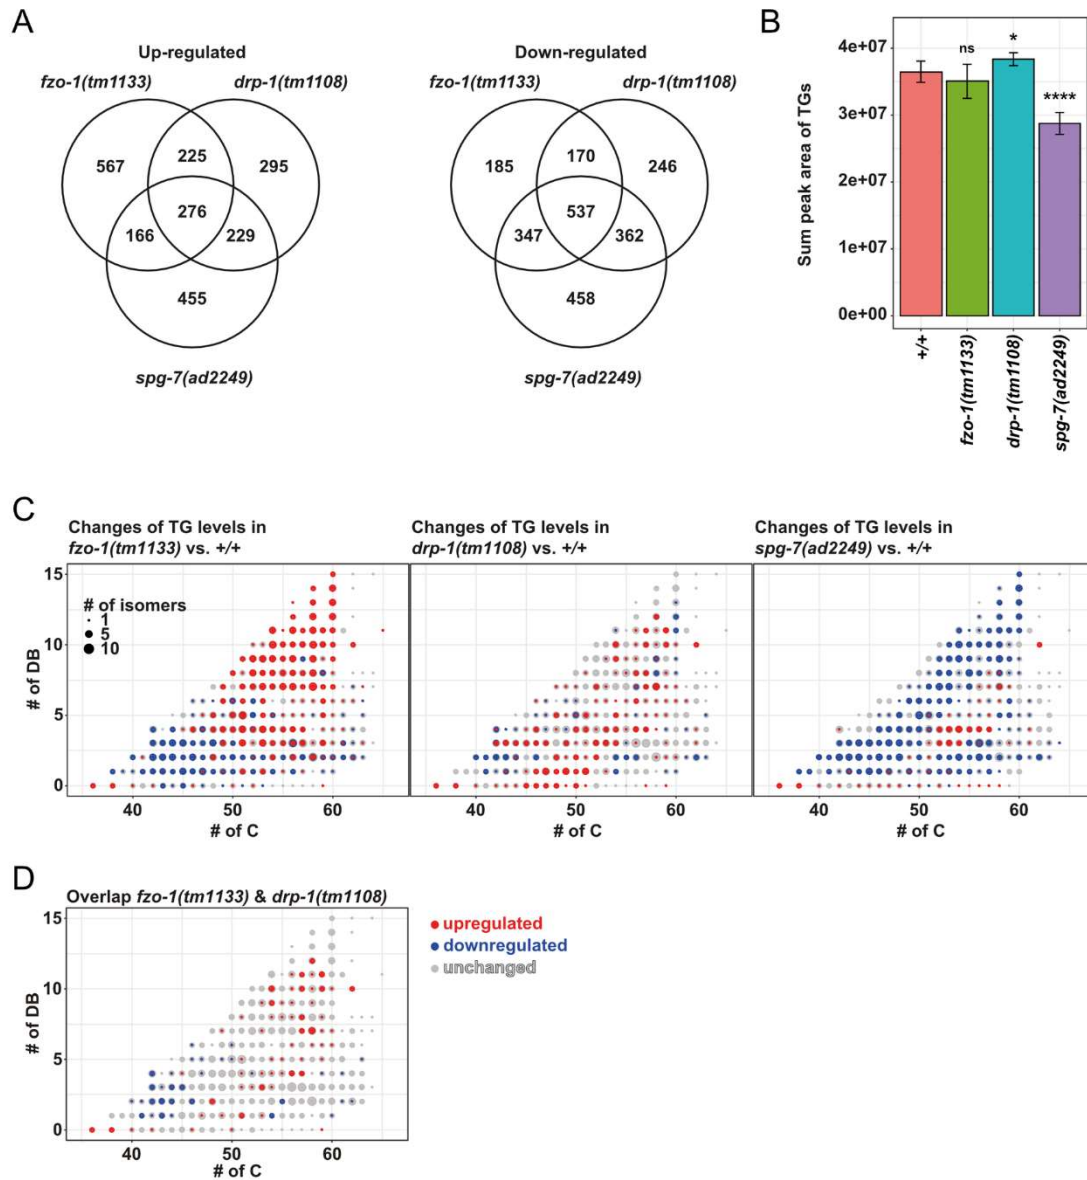 A
Up-regulated
fzo-1(tm1133)
drp-1(tm1108)
567
225
295
276
166
229
455
spg-7(ad2249)
Down-regulated
fzo-1(tm1133)
drp-1(tm1108)
185
170
246
537
347
362
458
spg-7(ad2249)
B
Sum peak area of TGs
4e+07
3e+07
2e+07
1e+07
0e+00
ns
*
****
+/+
fzo-1(tm1133)
drp-1(tm1108)
spg-7(ad2249)
C
Changes of TG levels in
fzo-1(tm1133) vs. +/+
Changes of TG levels in
drp-1(tm1108) vs. +/+
Changes of TG levels in
spg-7(ad2249) vs. +/+
# of DB
15
10
5
0
# of isomers
1
5
10
40 50 60
# of C
40 50 60
# of C
40 50 60
# of C
D
Overlap fzo-1(tm1133) & drp-1(tm1108)
# of DB
15
10
5
0
40 50 60
# of C
upregulated
downregulated
unchanged